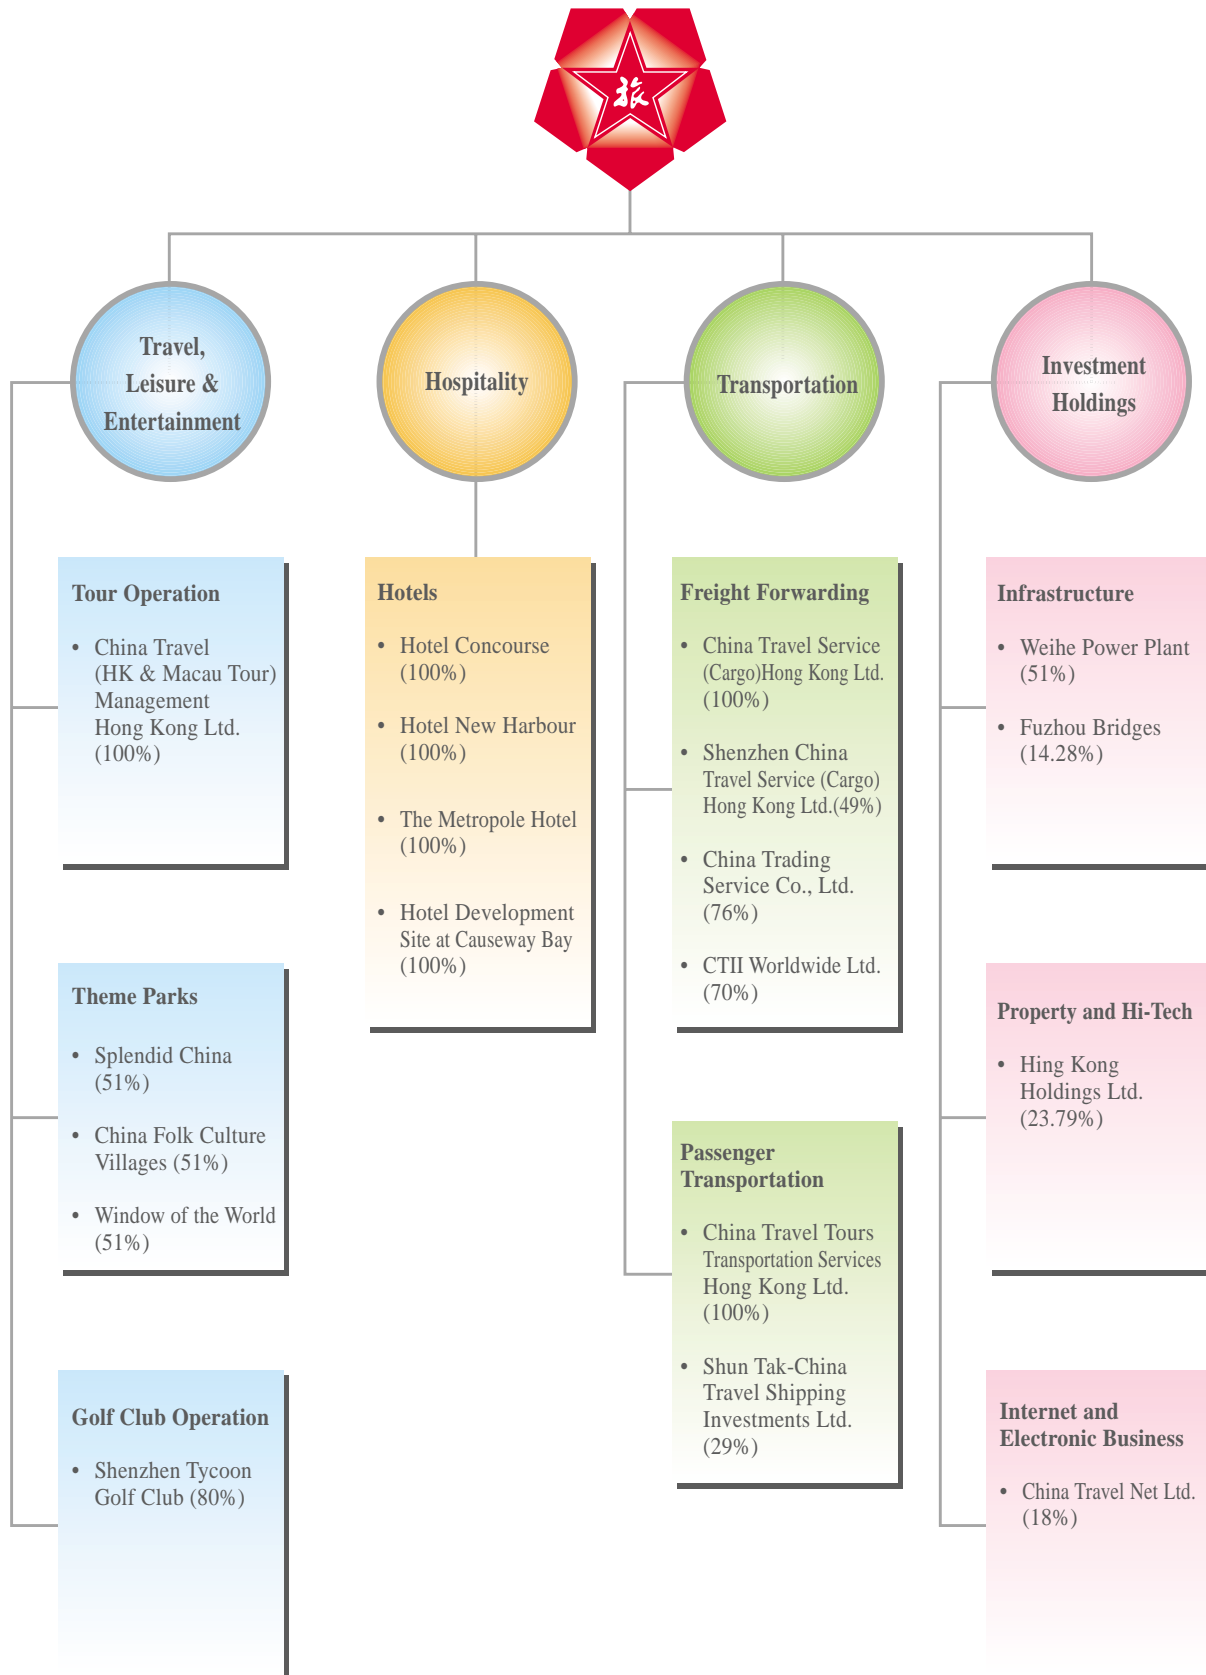 旅
Travel,
Leisure &
Entertainment
Hospitality
Transportation
Investment
Holdings
Tour Operation
• China Travel
(HK & Macau Tour)
Management
Hong Kong Ltd.
(100%)
Theme Parks
• Splendid China
(51%)
• China Folk Culture
Villages (51%)
• Window of the World
(51%)
Golf Club Operation
• Shenzhen Tycoon
Golf Club (80%)
Hotels
• Hotel Concourse
(100%)
• Hotel New Harbour
(100%)
• The Metropole Hotel
(100%)
• Hotel Development
Site at Causeway Bay
(100%)
Freight Forwarding
• China Travel Service
(Cargo)Hong Kong Ltd.
(100%)
• Shenzhen China
Travel Service (Cargo)
Hong Kong Ltd.(49%)
• China Trading
Service Co., Ltd.
(76%)
• CTII Worldwide Ltd.
(70%)
Passenger
Transportation
• China Travel Tours
Transportation Services
Hong Kong Ltd.
(100%)
• Shun Tak-China
Travel Shipping
Investments Ltd.
(29%)
Infrastructure
• Weihe Power Plant
(51%)
• Fuzhou Bridges
(14.28%)
Property and Hi-Tech
• Hing Kong
Holdings Ltd.
(23.79%)
Internet and
Electronic Business
• China Travel Net Ltd.
(18%)